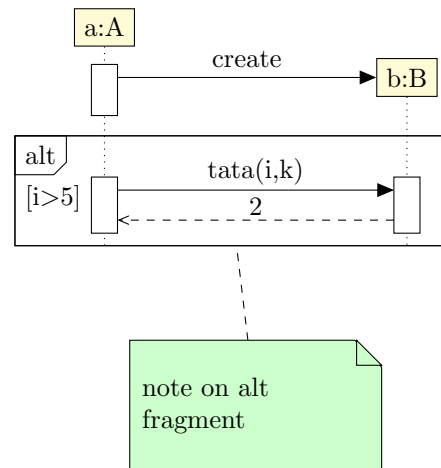 a:A
create
b:B
alt
tata(i,k)
[i>5]
2
note on alt
fragment